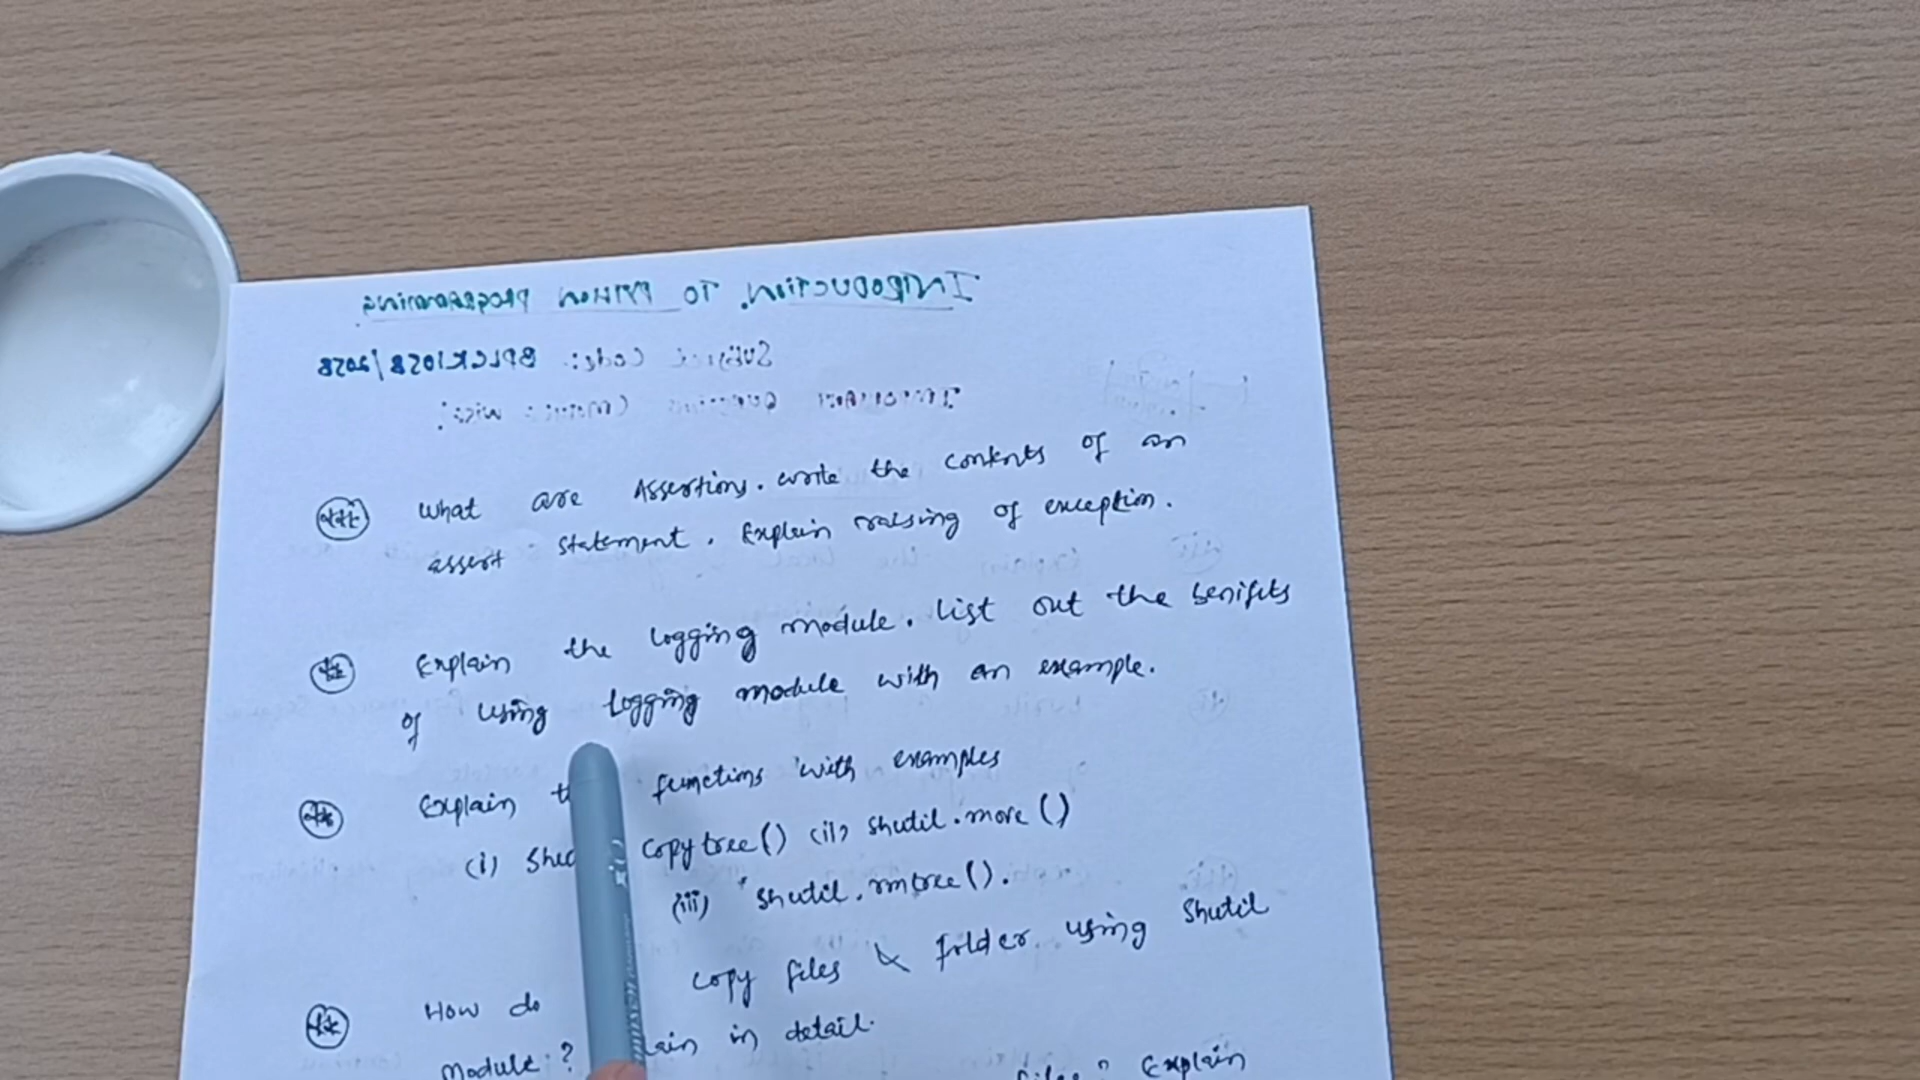 INTRODUCTION. TO PYTHON PROGRAMMING
Subject Code: BPLCK105B/205B
What are Assertions. write the contents of an
assert statement. Explain raising of exception.
Explain the logging module. List out the benifits
of using logging module with an example.
Explain functions with examples
(i) copytree() (ii) shutil.move()
(iii) shutil.rmtree().
How do copy files & folder using Shutil
Module? in detail.
files? Explain